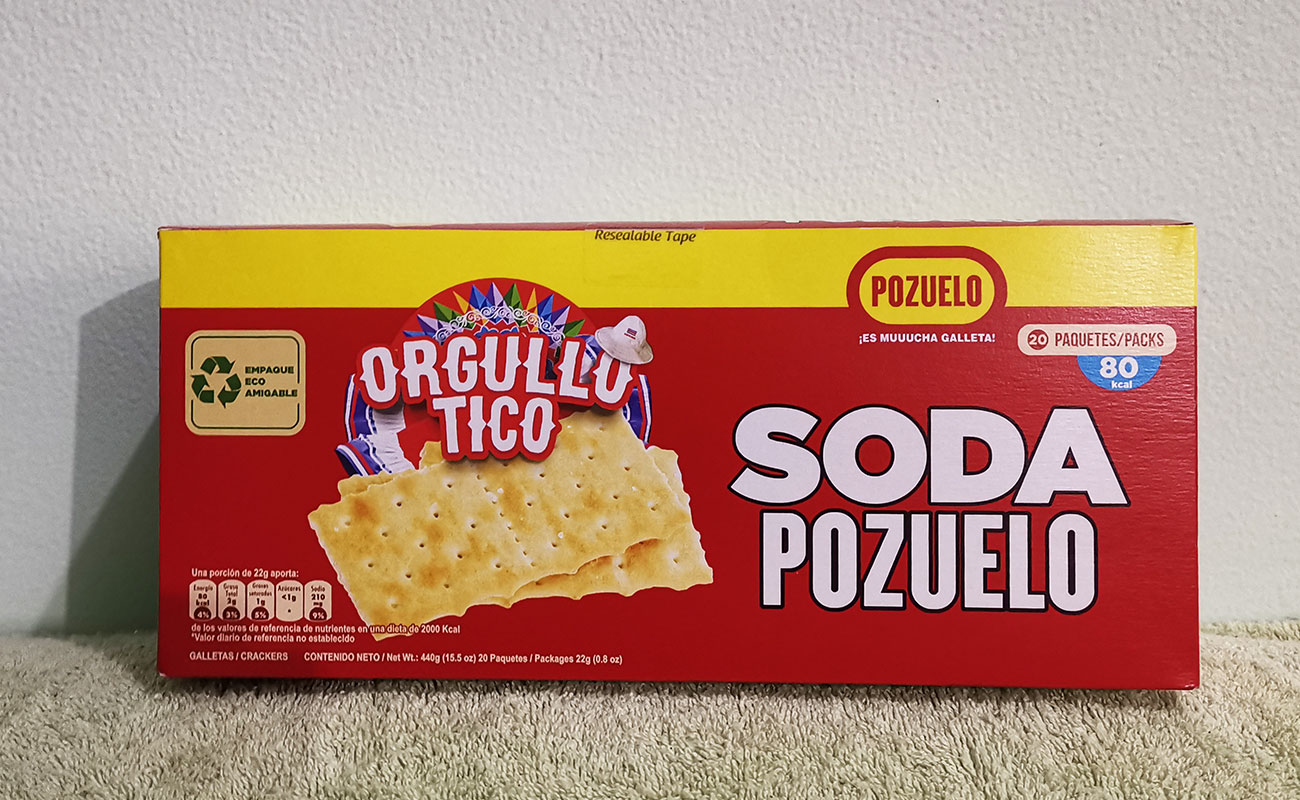 Resealable Tape
POZUELO
¡ES MUUUCHA GALLETA!
20 PAQUETES/PACKS
80
kcal
EMPAQUE
ECO
AMIGABLE
ORGULLO
TICO
SODA
POZUELO
Una porción de 22g aporta:
Energía 80 kcal 4%
Grasa Total 2g 3%
Grasas saturadas 1g 5%
Azúcares <1g *
Sodio 210 mg 9%
de los valores de referencia de nutrientes en una dieta de 2000 Kcal
*Valor diario de referencia no establecido
GALLETAS / CRACKERS CONTENIDO NETO / Net Wt.: 440g (15.5 oz) 20 Paquetes / Packages 22g (0.8 oz)